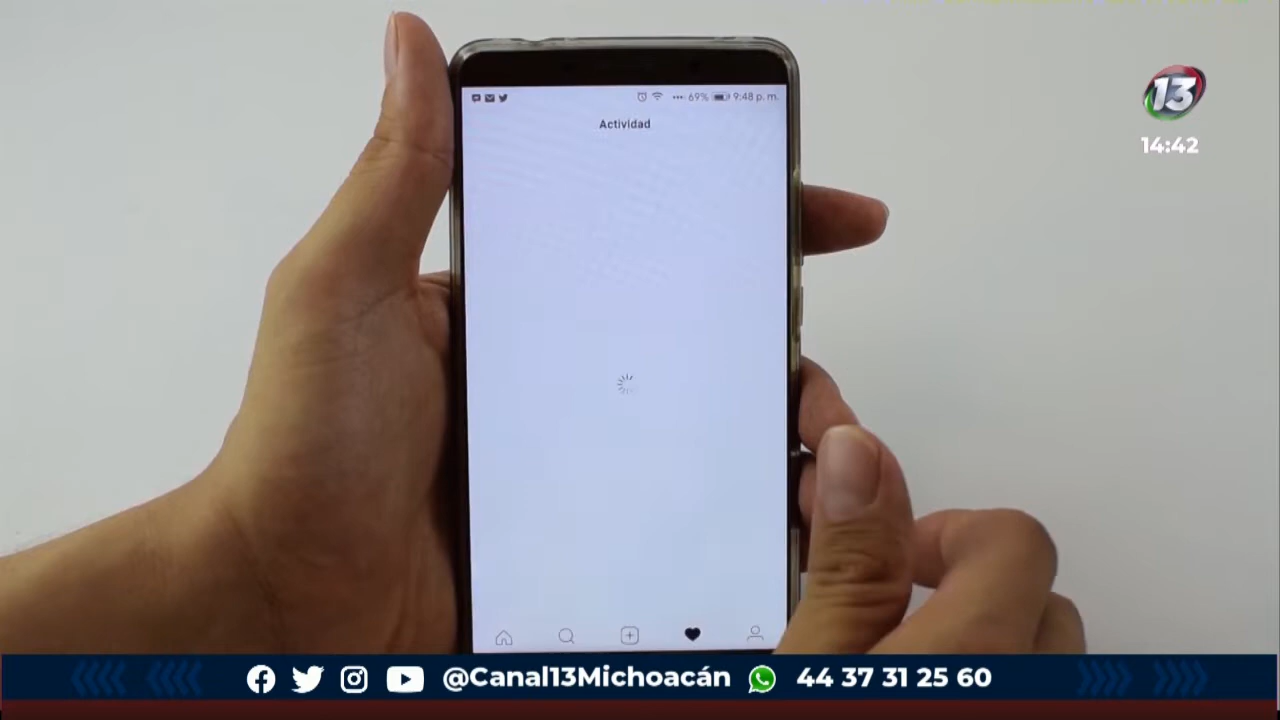 69% 9:48 p. m.
Actividad
13
14:42
@Canal13Michoacán 44 37 31 25 60